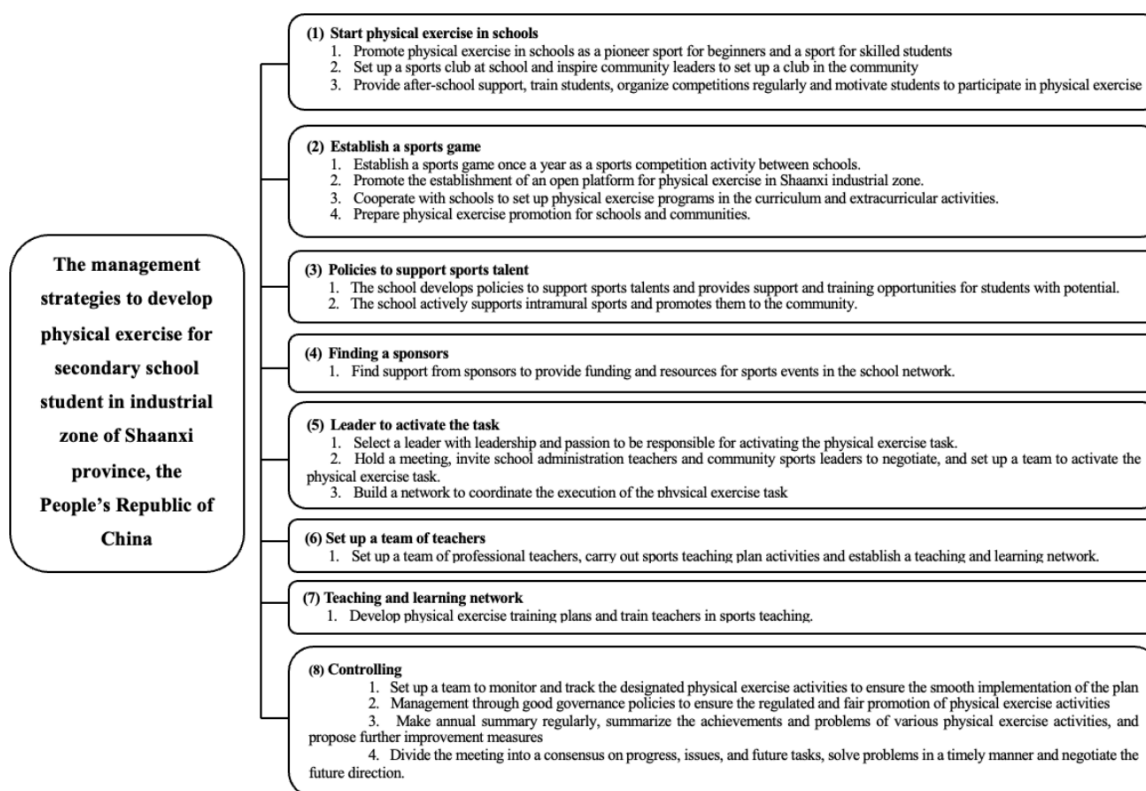 The management
strategies to develop
physical exercise for
secondary school
student in industrial
zone of Shaanxi
province, the
People's Republic of
China
(1) Start physical exercise in schools
1. Promote physical exercise in schools as a pioneer sport for beginners and a sport for skilled students
2. Set up a sports club at school and inspire community leaders to set up a club in the community
3. Provide after-school support, train students, organize competitions regularly and motivate students to participate in physical exercise
(2) Establish a sports game
1. Establish a sports game once a year as a sports competition activity between schools.
2. Promote the establishment of an open platform for physical exercise in Shaanxi industrial zone.
3. Cooperate with schools to set up physical exercise programs in the curriculum and extracurricular activities.
4. Prepare physical exercise promotion for schools and communities.
(3) Policies to support sports talent
1. The school develops policies to support sports talents and provides support and training opportunities for students with potential.
2. The school actively supports intramural sports and promotes them to the community.
(4) Finding a sponsors
1. Find support from sponsors to provide funding and resources for sports events in the school network.
(5) Leader to activate the task
1. Select a leader with leadership and passion to be responsible for activating the physical exercise task.
2. Hold a meeting, invite school administration teachers and community sports leaders to negotiate, and set up a team to activate the
physical exercise task.
3. Build a network to coordinate the execution of the physical exercise task
(6) Set up a team of teachers
1. Set up a team of professional teachers, carry out sports teaching plan activities and establish a teaching and learning network.
(7) Teaching and learning network
1. Develop physical exercise training plans and train teachers in sports teaching.
(8) Controlling
1. Set up a team to monitor and track the designated physical exercise activities to ensure the smooth implementation of the plan
2. Management through good governance policies to ensure the regulated and fair promotion of physical exercise activities
3. Make annual summary regularly, summarize the achievements and problems of various physical exercise activities, and
propose further improvement measures
4. Divide the meeting into a consensus on progress, issues, and future tasks, solve problems in a timely manner and negotiate the
future direction.